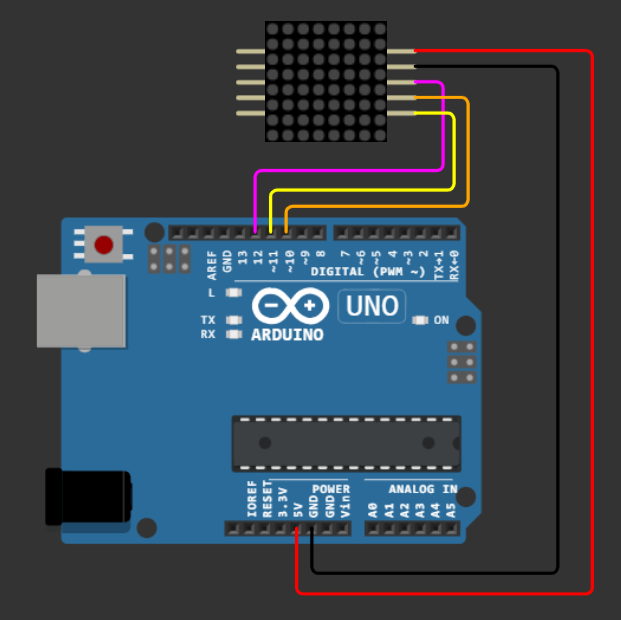 AREF
GND
13
12
~11
~10
~9
8
7
~6
~5
4
~3
2
TX→1
RX←0
DIGITAL (PWM ~)
L
TX
RX
ARDUINO
UNO
ON
IOREF
RESET
3.3V
5V
GND
GND
Vin
POWER
ANALOG IN
A0
A1
A2
A3
A4
A5